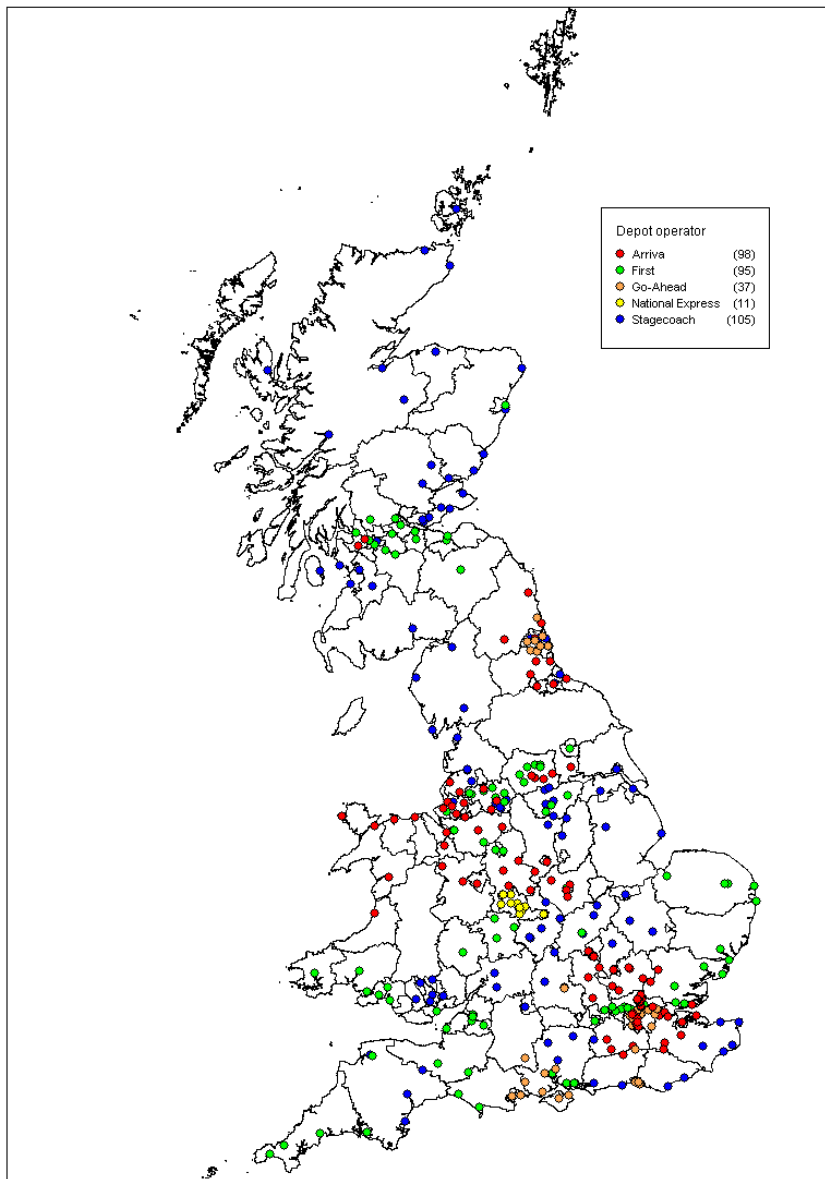 Depot operator
Arriva (98)
First (95)
Go-Ahead (37)
National Express (11)
Stagecoach (105)